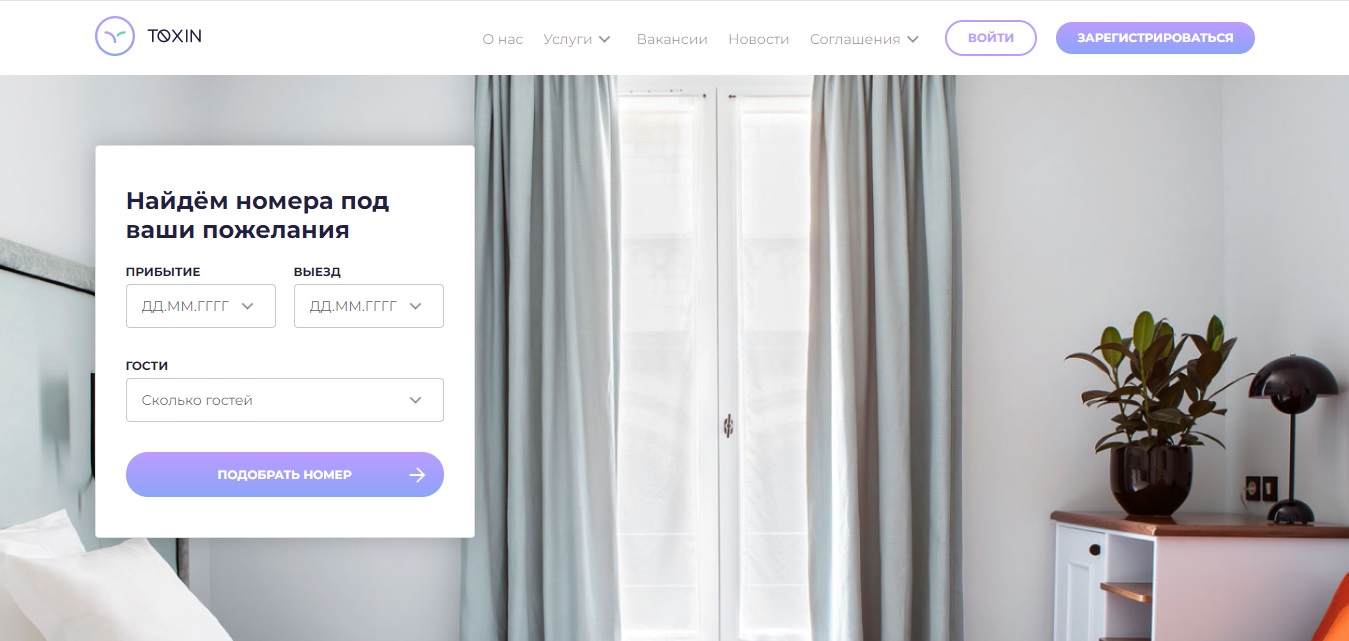 TOXIN
О нас Услуги Вакансии Новости Соглашения ВОЙТИ ЗАРЕГИСТРИРОВАТЬСЯ
Найдём номера под
ваши пожелания
ПРИБЫТИЕ ВЫЕЗД
ДД.ММ.ГГГГ ДД.ММ.ГГГГ
ГОСТИ
Сколько гостей
ПОДОБРАТЬ НОМЕР